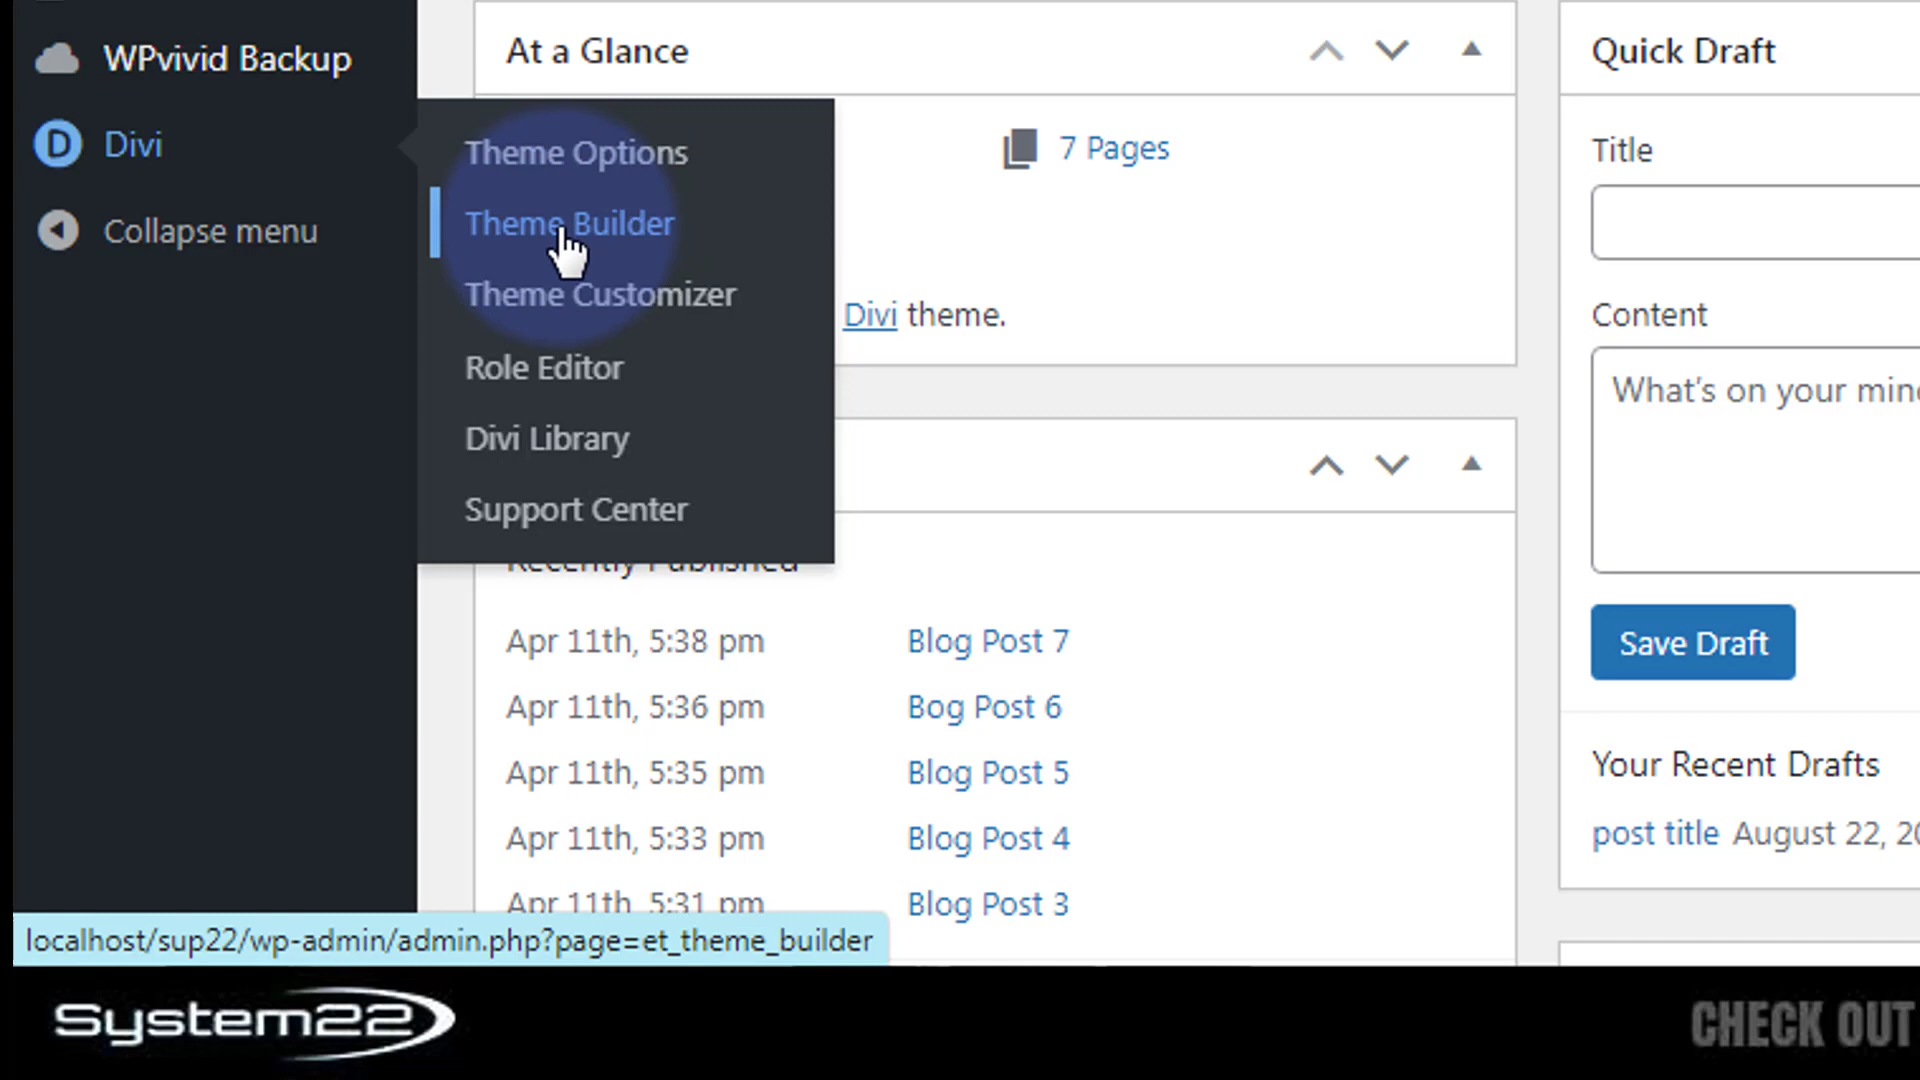 WPvivid Backup
Divi
Collapse menu
Theme Options
Theme Builder
Theme Customizer
Role Editor
Divi Library
Support Center
At a Glance
7 Pages
Divi theme.
Recently Published
Apr 11th, 5:38 pm Blog Post 7
Apr 11th, 5:36 pm Bog Post 6
Apr 11th, 5:35 pm Blog Post 5
Apr 11th, 5:33 pm Blog Post 4
Apr 11th, 5:31 pm Blog Post 3
Quick Draft
Title
Content
What's on your
Save Draft
Your Recent Drafts
post title August 22,
localhost/sup22/wp-admin/admin.php?page=et_theme_builder
System22
CHECK OUT